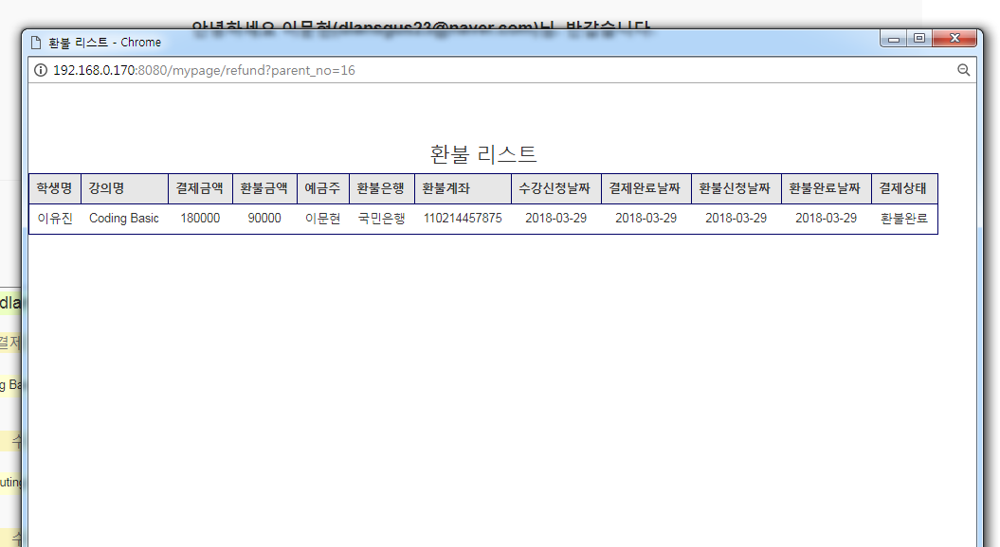 안녕하세요 이문현(dlansgus23@naver.com)님. 반갑습니다.
환불 리스트 - Chrome
192.168.0.170:8080/mypage/refund?parent_no=16
환불 리스트
학생명 강의명 결제금액 환불금액 예금주 환불은행 환불계좌 수강신청날짜 결제완료날짜 환불신청날짜 환불완료날짜 결제상태
이유진 Coding Basic 180000 90000 이문현 국민은행 110214457875 2018-03-29 2018-03-29 2018-03-29 2018-03-29 환불완료
dla
결제
g Ba
수
uting
수